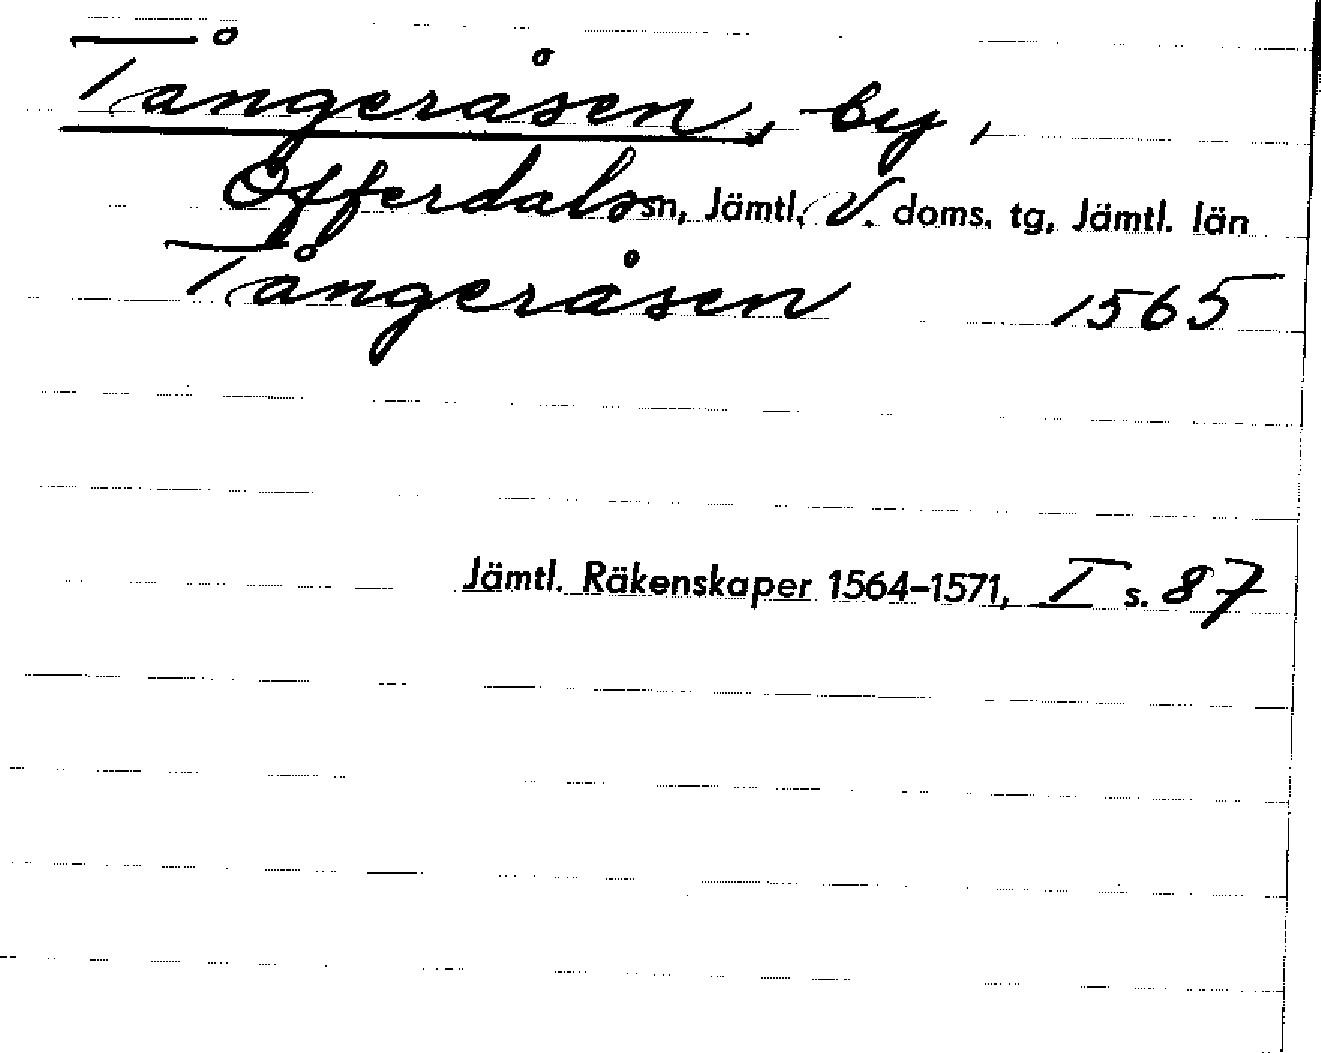 Tångeråsen, by,
Offerdals sn, Jämtl. V. doms. tg, Jämtl. län
Tångeråsen 1565
Jämtl. Räkenskaper 1564–1571, I s. 87